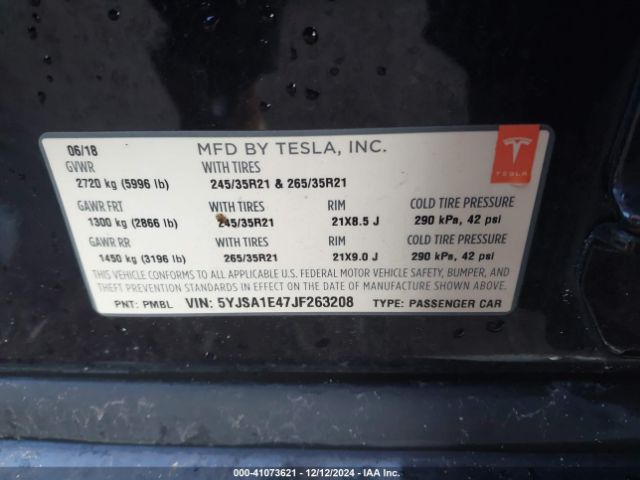 06/18 MFD BY TESLA, INC.
TESLA
GVWR WITH TIRES
2720 kg (5996 lb) 245/35R21 & 265/35R21
GAWR FRT WITH TIRES RIM COLD TIRE PRESSURE
1300 kg (2866 lb) 245/35R21 21X8.5 J 290 kPa, 42 psi
GAWR RR WITH TIRES RIM COLD TIRE PRESSURE
1450 kg (3196 lb) 265/35R21 21X9.0 J 290 kPa, 42 psi
THIS VEHICLE CONFORMS TO ALL APPLICABLE U.S. FEDERAL MOTOR VEHICLE SAFETY, BUMPER, AND
THEFT PREVENTION STANDARDS IN EFFECT ON THE DATE OF MANUFACTURE SHOWN ABOVE.
PNT: PMBL VIN: 5YJSA1E47JF263208 TYPE: PASSENGER CAR
000-41073621 - 12/12/2024 - IAA Inc.